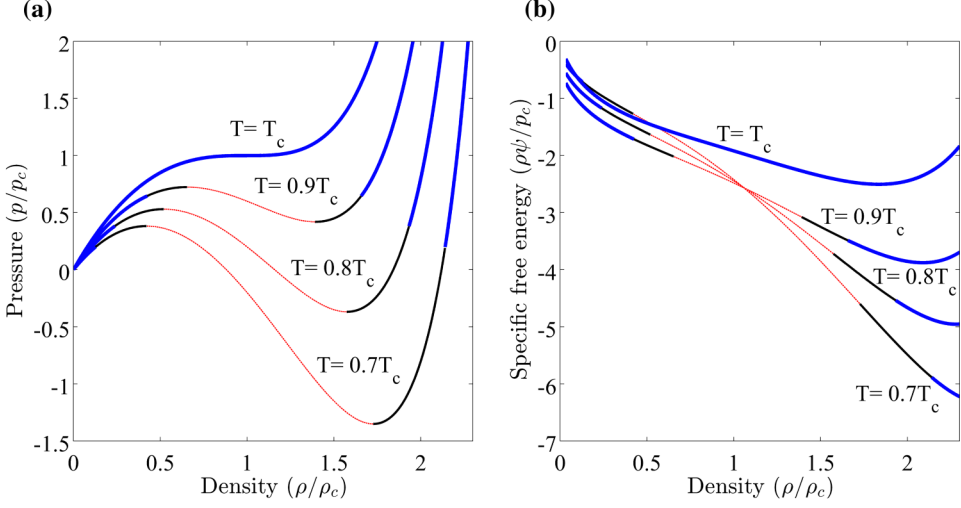 (a)
Pressure (p/p_c)
2
1.5
1
0.5
0
-0.5
-1
-1.5
T= T_c
T= 0.9T_c
T= 0.8T_c
T= 0.7T_c
0
0.5
1
1.5
2
Density (ρ/ρ_c)
(b)
Specific free energy (ρψ/p_c)
0
-1
-2
-3
-4
-5
-6
-7
T= T_c
T= 0.9T_c
T= 0.8T_c
T= 0.7T_c
0
0.5
1
1.5
2
Density (ρ/ρ_c)